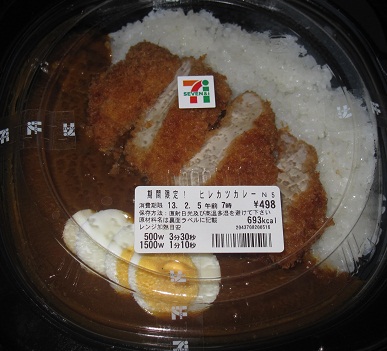 7
SEVEN&i
期間限定! ヒレカツカレー N5
消費期限 13. 2. 5 午前 7時 ¥498
保存方法:直射日光及び高温多湿を避けて下さい
原材料名は裏面ラベルに記載 693kcal
レンジ加熱目安
500W 3分30秒
1500W 1分10秒